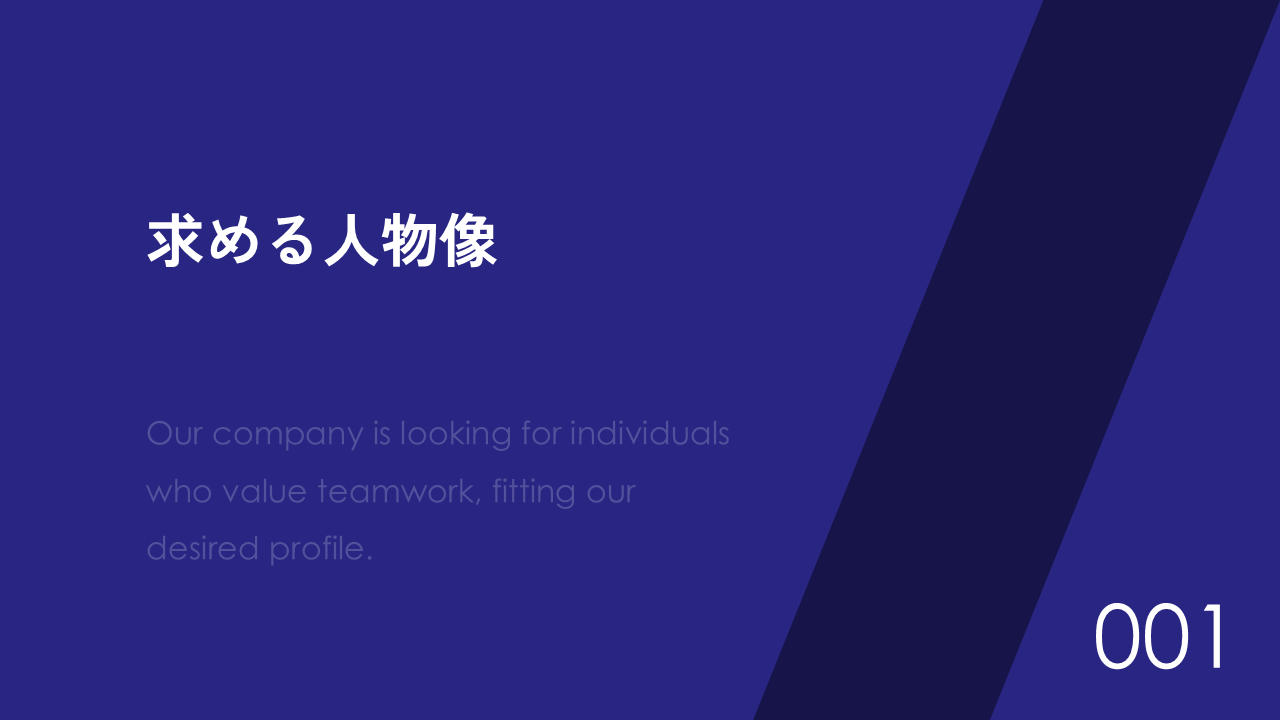 求める人物像
Our company is looking for individuals
who value teamwork, fitting our
desired profile.
001